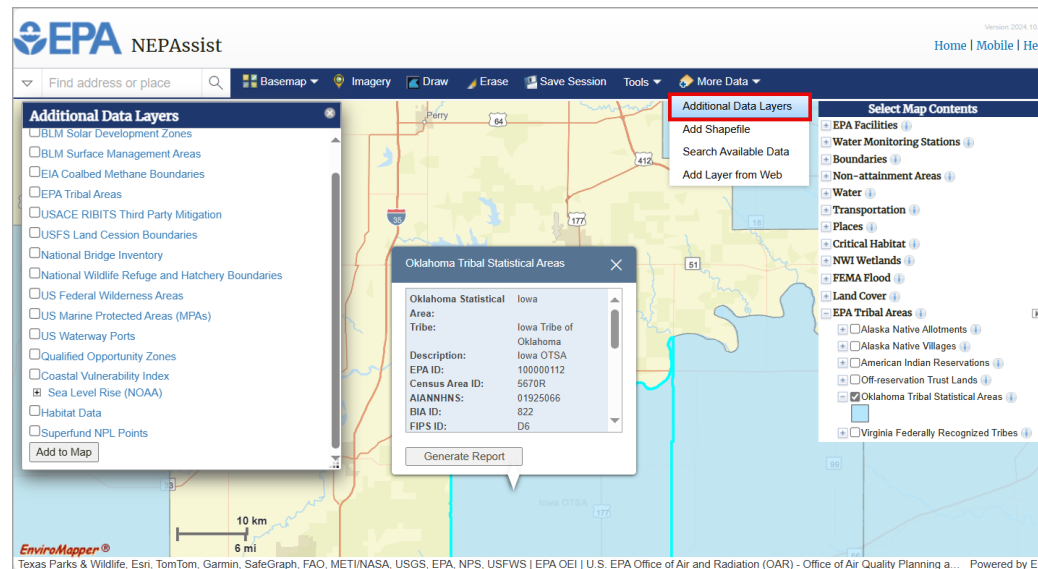 EPA NEPAssist
Version 2024.10
Home | Mobile | He
Find address or place
Basemap
Imagery
Draw
Erase
Save Session
Tools
More Data
Additional Data Layers
Add Shapefile
Search Available Data
Add Layer from Web
Additional Data Layers
BLM Solar Development Zones
BLM Surface Management Areas
EIA Coalbed Methane Boundaries
EPA Tribal Areas
USACE RIBITS Third Party Mitigation
USFS Land Cession Boundaries
National Bridge Inventory
National Wildlife Refuge and Hatchery Boundaries
US Federal Wilderness Areas
US Marine Protected Areas (MPAs)
US Waterway Ports
Qualified Opportunity Zones
Coastal Vulnerability Index
Sea Level Rise (NOAA)
Habitat Data
Superfund NPL Points
Add to Map
Perry
64
412
35
177
18
51
99
33
177
66
Iowa OTSA
Oklahoma Tribal Statistical Areas
Oklahoma Statistical Iowa
Area:
Tribe: Iowa Tribe of
Oklahoma
Description: Iowa OTSA
EPA ID: 100000112
Census Area ID: 5670R
AIANNHNS: 01925066
BIA ID: 822
FIPS ID: D6
Generate Report
Select Map Contents
EPA Facilities
Water Monitoring Stations
Boundaries
Non-attainment Areas
Water
Transportation
Places
Critical Habitat
NWI Wetlands
FEMA Flood
Land Cover
EPA Tribal Areas
Alaska Native Allotments
Alaska Native Villages
American Indian Reservations
Off-reservation Trust Lands
Oklahoma Tribal Statistical Areas
Virginia Federally Recognized Tribes
10 km
6 mi
EnviroMapper ®
Texas Parks & Wildlife, Esri, TomTom, Garmin, SafeGraph, FAO, METI/NASA, USGS, EPA, NPS, USFWS | EPA OEI | U.S. EPA Office of Air and Radiation (OAR) - Office of Air Quality Planning a... Powered by E